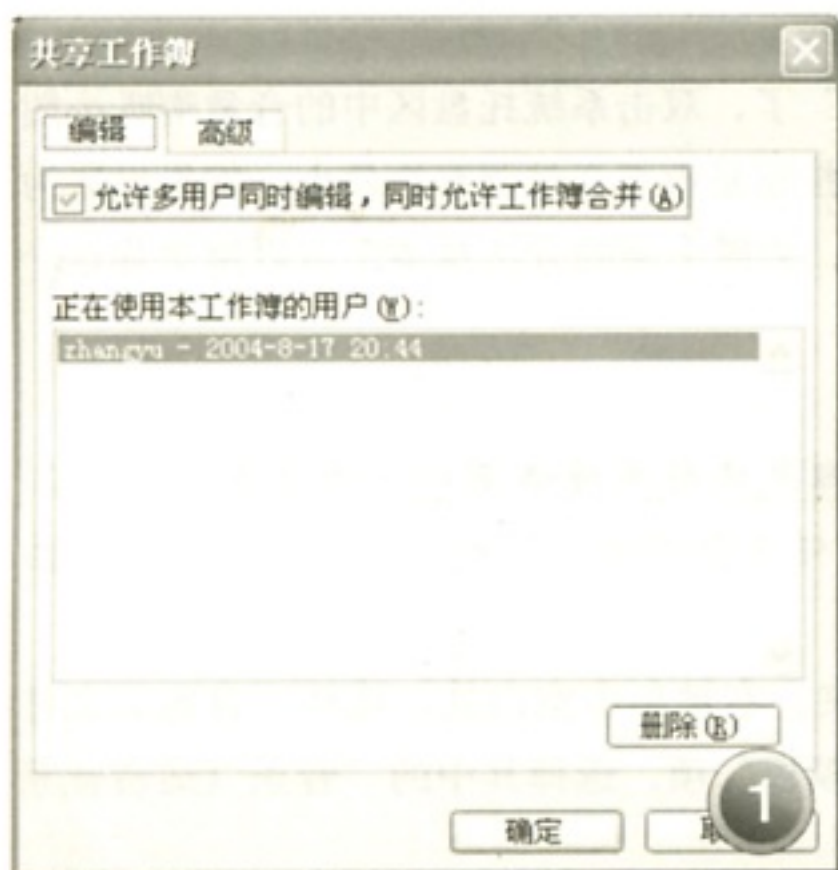 共享工作簿
编辑 高级
允许多用户同时编辑，同时允许工作簿合并(A)
正在使用本工作簿的用户(W):
zhangyu - 2004-8-17 20:44
删除(R)
1
确定